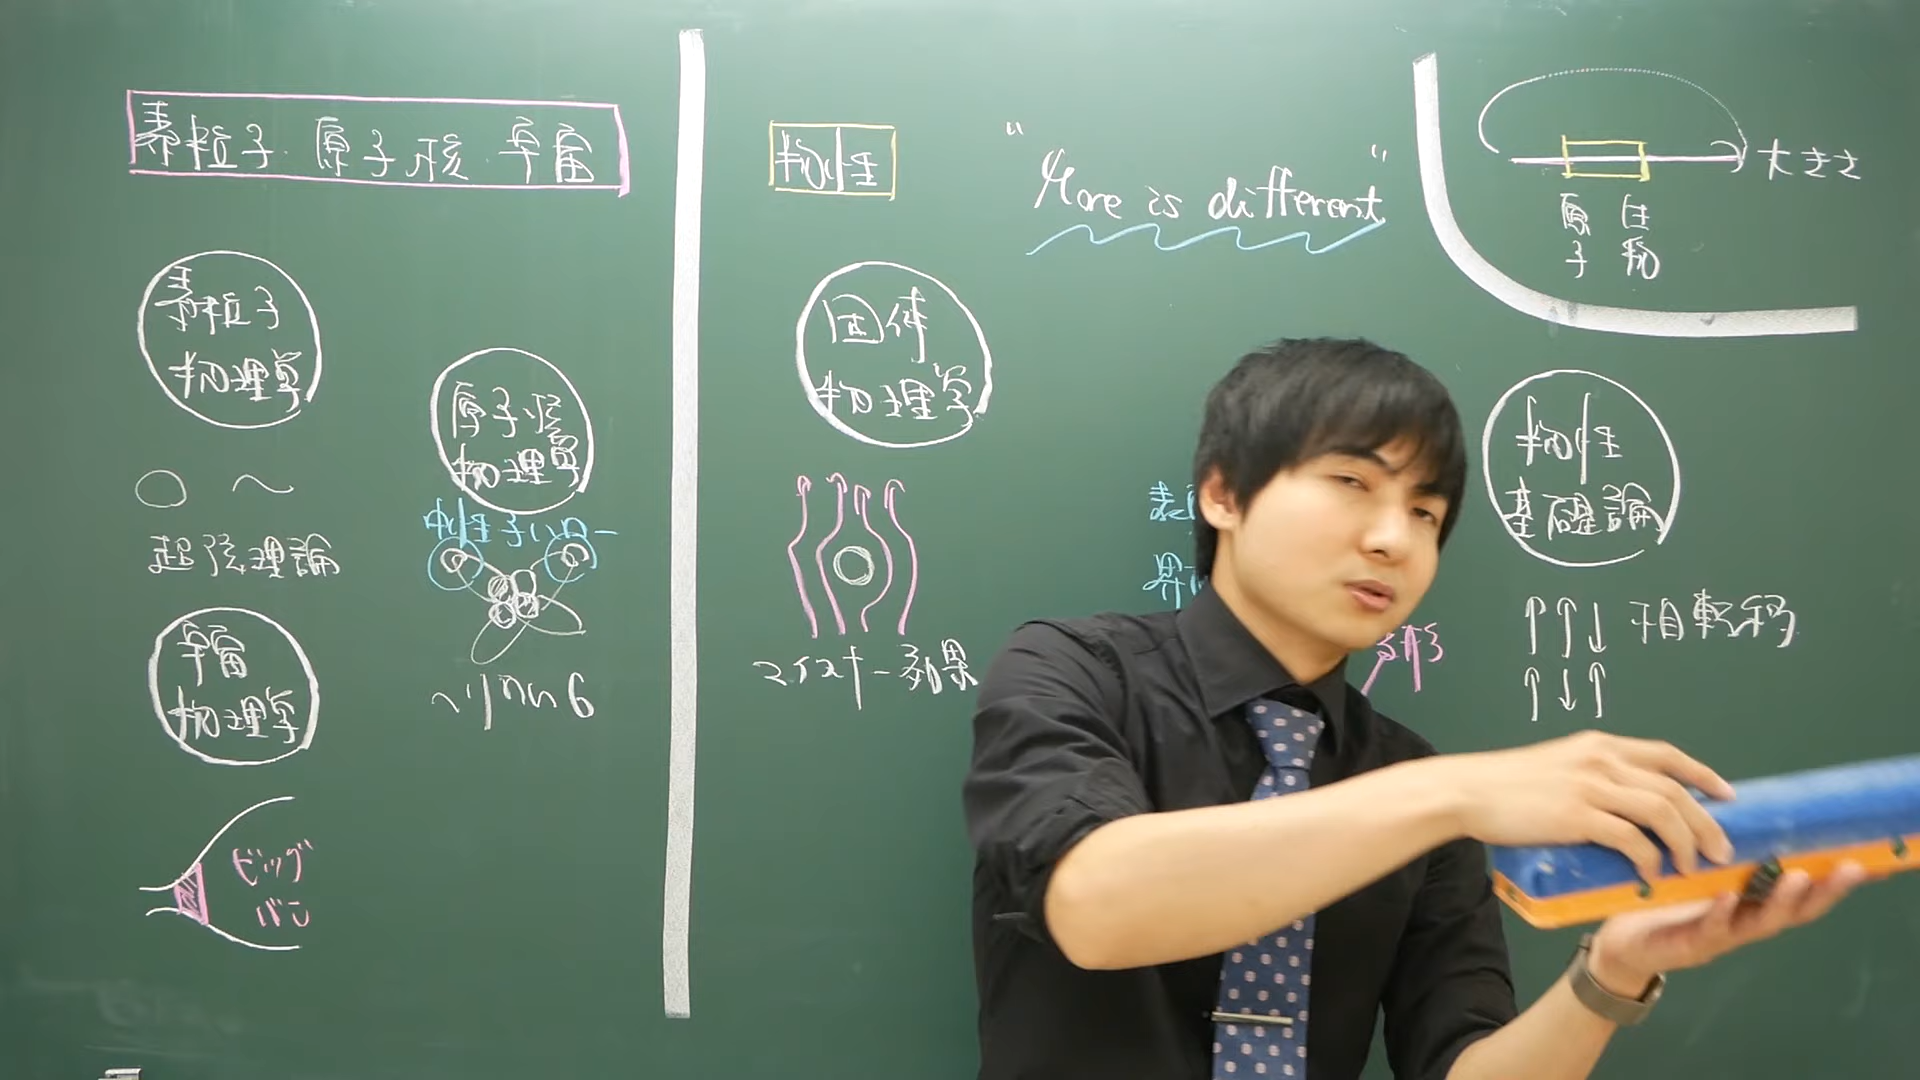 素粒子・原子核・宇宙
素粒子
物理学
超弦理論
宇宙
物理学
ビッグ
バン
原子核
物理学
中性子ハロー
ヘリウム6
物性
"More is different"
固体
物理学
マイスナー効果
表
界
大きさ
原子
生物
物性
基礎論
相転移